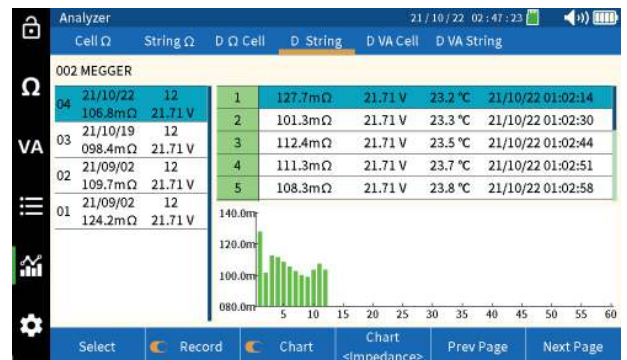 Analyzer 21/10/22 02:47:23
Cell Ω String Ω D Ω Cell D String D VA Cell D VA String
002 MEGGER
Ω
VA
04 21/10/22 12
106.8mΩ 21.71 V
03 21/10/19 12
098.4mΩ 21.71 V
02 21/09/02 12
109.7mΩ 21.71 V
01 21/09/02 12
124.2mΩ 21.71 V
1 127.7mΩ 21.71 V 23.2 ℃ 21/10/22 01:02:14
2 101.3mΩ 21.71 V 23.3 ℃ 21/10/22 01:02:30
3 112.4mΩ 21.71 V 23.5 ℃ 21/10/22 01:02:44
4 111.3mΩ 21.71 V 23.7 ℃ 21/10/22 01:02:51
5 108.3mΩ 21.71 V 23.8 ℃ 21/10/22 01:02:58
140.0m
120.0m
100.0m
080.0m
5 10 15 20 25 30 35 40 45 50 55 60
Select Record Chart Chart Prev Page Next Page
<Impedance>